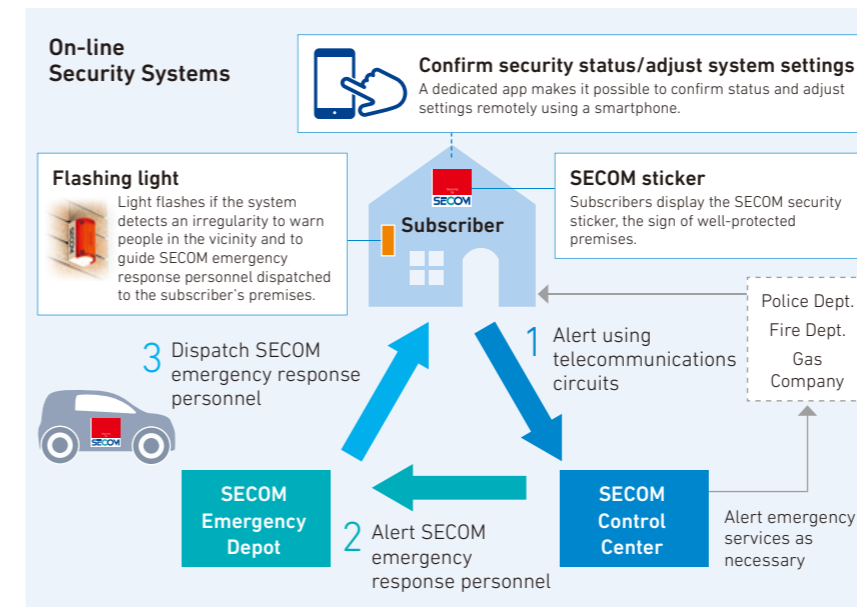 On-line
Security Systems
Confirm security status/adjust system settings
A dedicated app makes it possible to confirm status and adjust
settings remotely using a smartphone.
Flashing light
Light flashes if the system
detects an irregularity to warn
people in the vicinity and to
guide SECOM emergency
response personnel dispatched
to the subscriber's premises.
SECOM
SECOM
Subscriber
SECOM sticker
Subscribers display the SECOM security
sticker, the sign of well-protected
premises.
Police Dept.
Fire Dept.
Gas
Company
1 Alert using
telecommunications
circuits
3 Dispatch SECOM
emergency response
personnel
SECOM
SECOM
Emergency
Depot
2 Alert SECOM
emergency
response personnel
SECOM
Control
Center
Alert emergency
services as
necessary